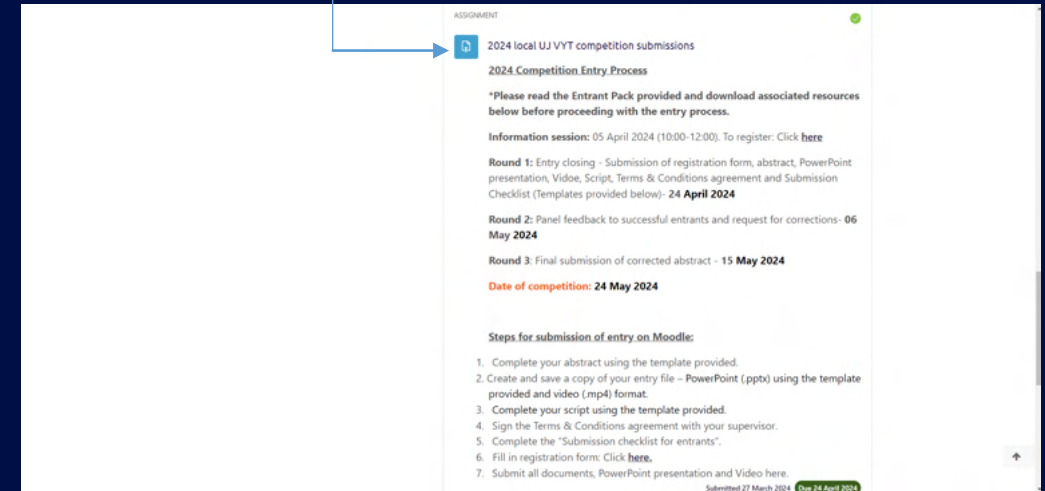 ASSIGNMENT
2024 local UJ VYT competition submissions
2024 Competition Entry Process
*Please read the Entrant Pack provided and download associated resources
below before proceeding with the entry process.
Information session: 05 April 2024 (10:00-12:00). To register: Click here
Round 1: Entry closing - Submission of registration form, abstract, PowerPoint
presentation, Vidoe, Script, Terms & Conditions agreement and Submission
Checklist (Templates provided below)- 24 April 2024
Round 2: Panel feedback to successful entrants and request for corrections- 06
May 2024
Round 3: Final submission of corrected abstract - 15 May 2024
Date of competition: 24 May 2024
Steps for submission of entry on Moodle:
1. Complete your abstract using the template provided.
2. Create and save a copy of your entry file – PowerPoint (.pptx) using the template
provided and video (.mp4) format.
3. Complete your script using the template provided.
4. Sign the Terms & Conditions agreement with your supervisor.
5. Complete the "Submission checklist for entrants".
6. Fill in registration form: Click here.
7. Submit all documents, PowerPoint presentation and Video here.
Submitted 27 March 2024 Due 24 April 2024